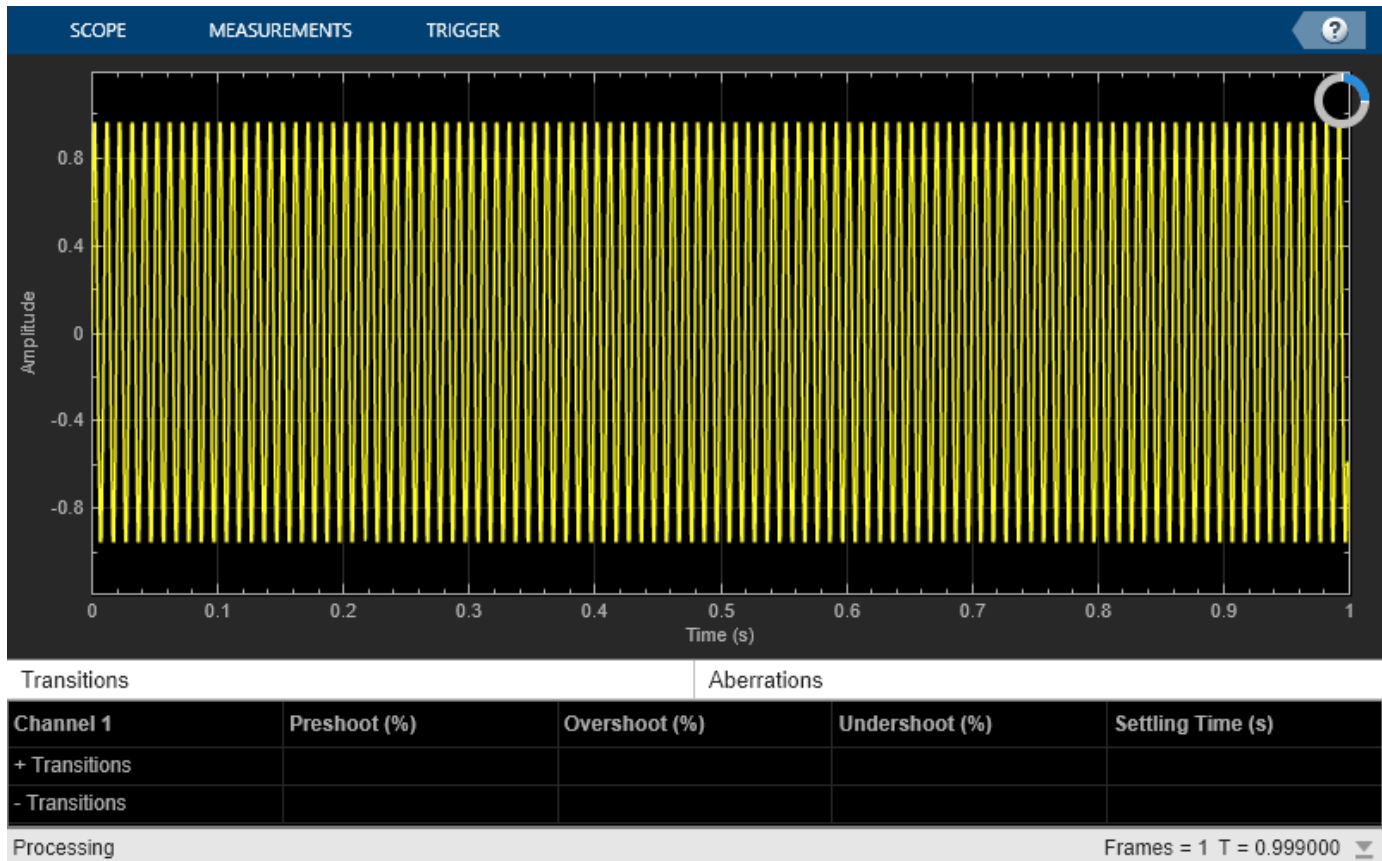 SCOPE MEASUREMENTS TRIGGER ?
0.8
0.4
0
-0.4
-0.8
Amplitude
0 0.1 0.2 0.3 0.4 0.5 0.6 0.7 0.8 0.9 1
Time (s)
Transitions Aberrations
Channel 1 Preshoot (%) Overshoot (%) Undershoot (%) Settling Time (s)
+ Transitions
- Transitions
Processing Frames = 1 T = 0.999000